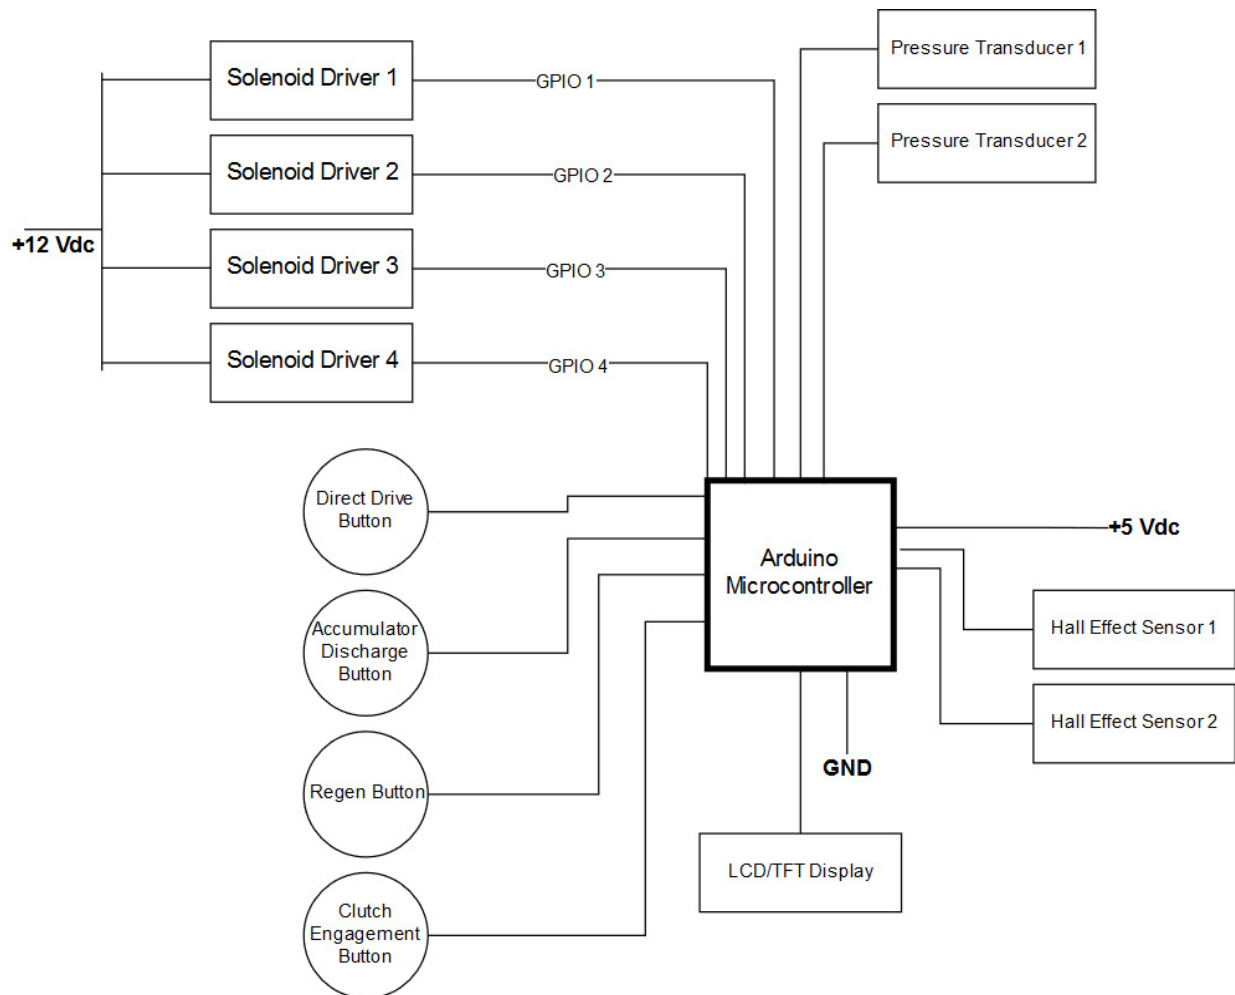 Solenoid Driver 1
GPIO 1
Pressure Transducer 1
Solenoid Driver 2
GPIO 2
Pressure Transducer 2
+12 Vdc
Solenoid Driver 3
GPIO 3
Solenoid Driver 4
GPIO 4
Direct Drive
Button
Arduino
Microcontroller
+5 Vdc
Accumulator
Discharge
Button
Hall Effect Sensor 1
Hall Effect Sensor 2
GND
Regen Button
LCD/TFT Display
Clutch
Engagement
Button